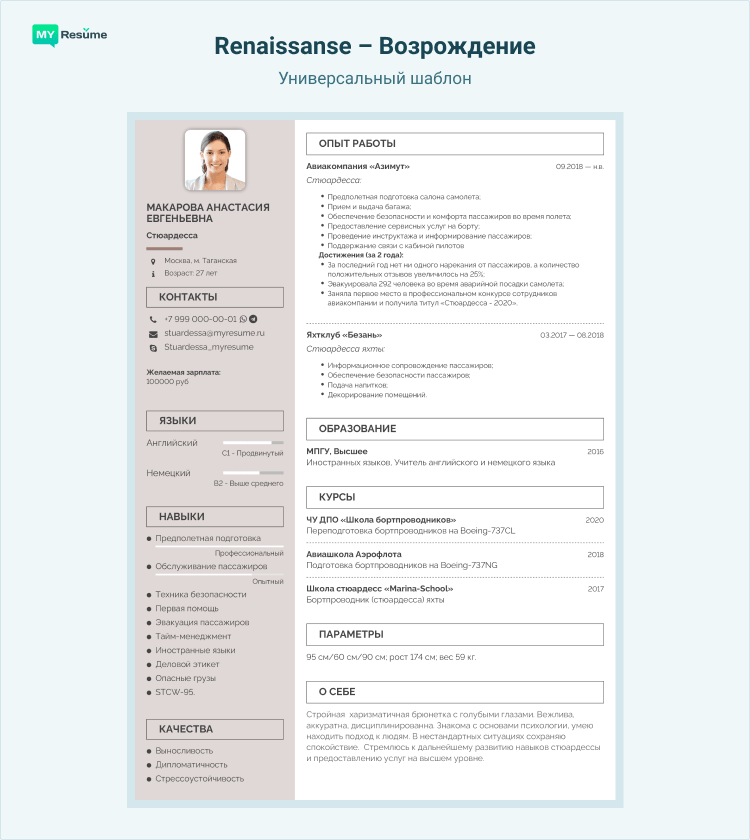 MY Resume
Renaissanse – Возрождение
Универсальный шаблон
МАКАРОВА АНАСТАСИЯ
ЕВГЕНЬЕВНА
Стюардесса
Москва, м. Таганская
Возраст: 27 лет
КОНТАКТЫ
+7 999 000-00-01
stuardessa@myresume.ru
Stuardessa_myresume
Желаемая зарплата:
100000 руб
ЯЗЫКИ
Английский
C1 - Продвинутый
Немецкий
B2 - Выше среднего
НАВЫКИ
Предполетная подготовка
Профессиональный
Обслуживание пассажиров
Опытный
Техника безопасности
Первая помощь
Эвакуация пассажиров
Тайм-менеджмент
Иностранные языки
Деловой этикет
Опасные грузы
STCW-95.
КАЧЕСТВА
Выносливость
Дипломатичность
Стрессоустойчивость
ОПЫТ РАБОТЫ
Авиакомпания «Азимут» 09.2018 — н.в.
Стюардесса:
Предполетная подготовка салона самолета;
Прием и выдача багажа;
Обеспечение безопасности и комфорта пассажиров во время полета;
Предоставление сервисных услуг на борту;
Проведение инструктажа и информирование пассажиров;
Поддержание связи с кабиной пилотов
Достижения (за 2 года):
За последний год нет ни одного нарекания от пассажиров, а количество
положительных отзывов увеличилось на 25%;
Эвакуировала 292 человека во время аварийной посадки самолета;
Заняла первое место в профессиональном конкурсе сотрудников
авиакомпании и получила титул «Стюардесса - 2020».
Яхтклуб «Безань» 03.2017 — 08.2018
Стюардесса яхты:
Информационное сопровождение пассажиров;
Обеспечение безопасности пассажиров;
Подача напитков;
Декорирование помещений.
ОБРАЗОВАНИЕ
МПГУ, Высшее 2016
Иностранных языков. Учитель английского и немецкого языка
КУРСЫ
ЧУ ДПО «Школа бортпроводников» 2020
Переподготовка бортпроводников на Boeing-737CL
Авиашкола Аэрофлота 2018
Подготовка бортпроводников на Boeing-737NG
Школа стюардесс «Marina-School» 2017
Бортпроводник (стюардесса) яхты
ПАРАМЕТРЫ
95 см/60 см/90 см; рост 174 см; вес 59 кг.
О СЕБЕ
Стройная харизматичная брюнетка с голубыми глазами. Вежлива,
аккуратна, дисциплинированна. Знакома с основами психологии, умею
находить подход к людям. В нестандартных ситуациях сохраняю
спокойствие. Стремлюсь к дальнейшему развитию навыков стюардессы
и предоставлению услуг на высшем уровне.